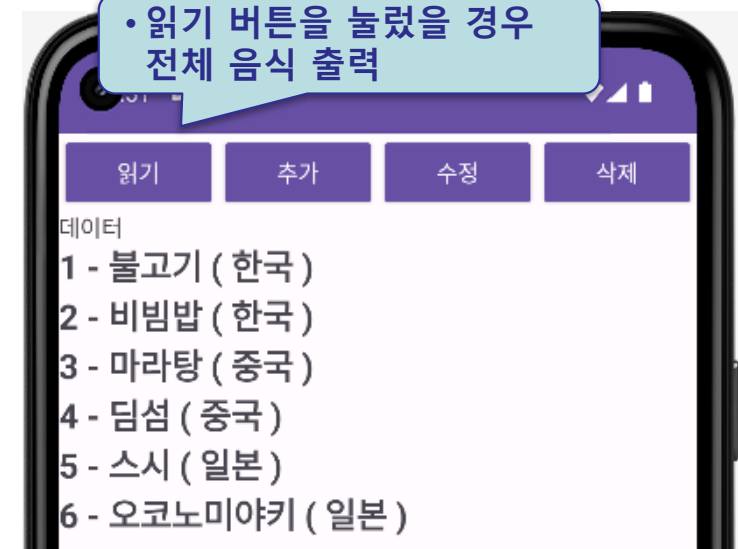 • 읽기 버튼을 눌렀을 경우
전체 음식 출력
읽기 추가 수정 삭제
데이터
1 - 불고기 ( 한국 )
2 - 비빔밥 ( 한국 )
3 - 마라탕 ( 중국 )
4 - 딤섬 ( 중국 )
5 - 스시 ( 일본 )
6 - 오코노미야키 ( 일본 )